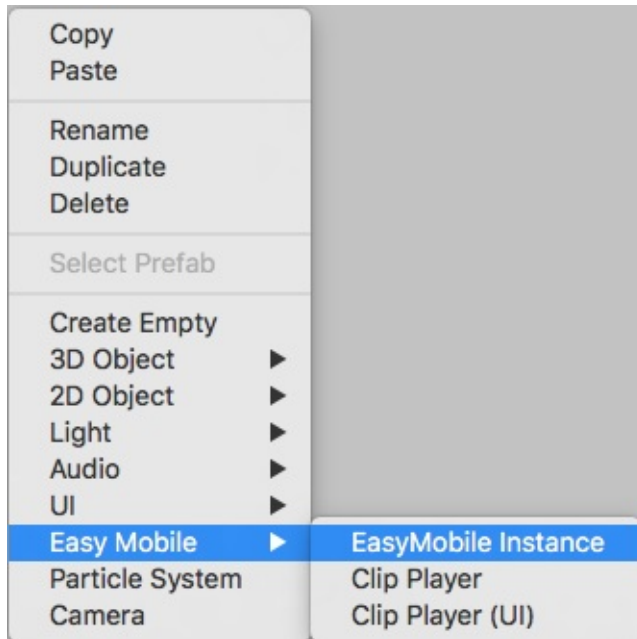 Copy
Paste
Rename
Duplicate
Delete
Select Prefab
Create Empty
3D Object
2D Object
Light
Audio
UI
Easy Mobile
Particle System
Camera
EasyMobile Instance
Clip Player
Clip Player (UI)